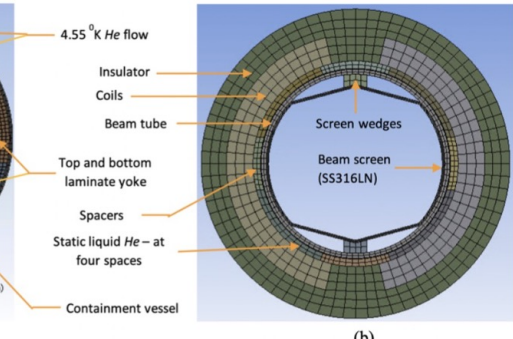 4.55 °K He flow
Insulator
Coils
Beam tube
Top and bottom
laminate yoke
Spacers
Static liquid He – at
four spaces
Containment vessel
Screen wedges
Beam screen
(SS316LN)
)
(b)